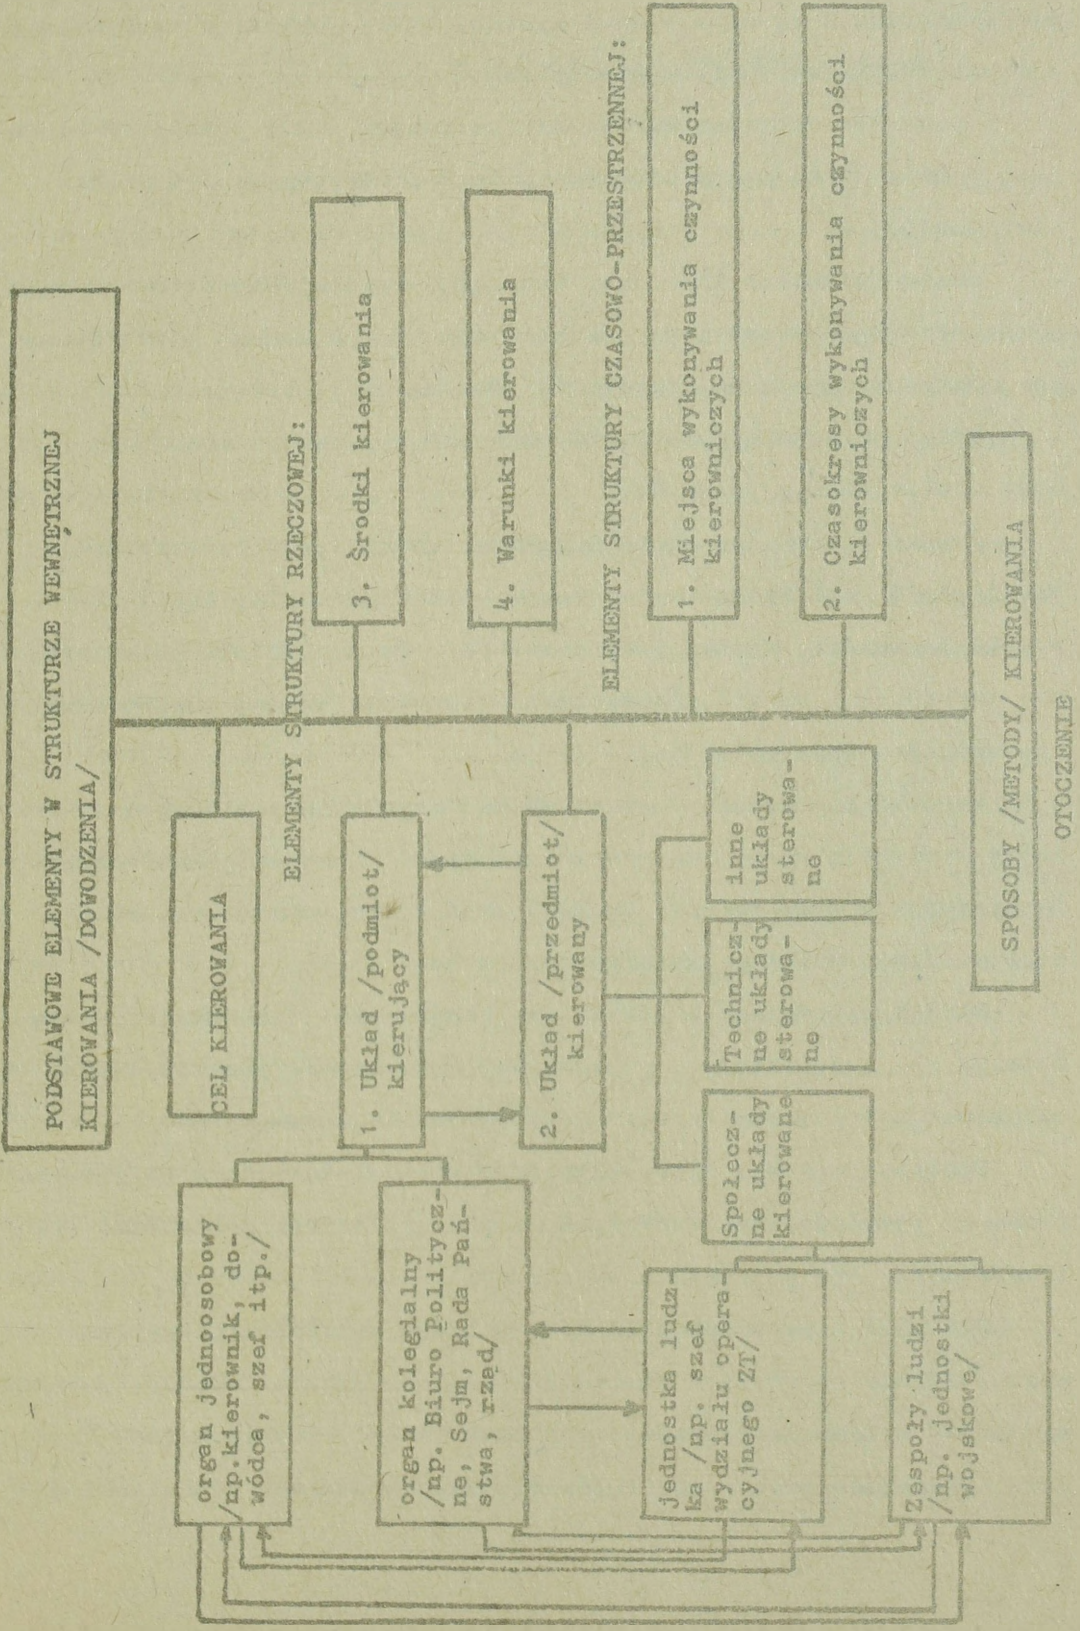 PODSTAWOWE ELEMENTY W STRUKTURZE WEWNĘTRZNEJ
KIEROWANIA /DOWODZENIA/
CEL KIEROWANIA
ELEMENTY STRUKTURY RZECZOWEJ:
organ jednoosobowy
/np.kierownik, do-
wódca, szef itp./
organ kolegialny
/np. Biuro Politycz-
ne, Sejm, Rada Pań-
stwa, rząd/
1. Układ /podmiot/
kierujący
2. Układ /przedmiot/
kierowany
3. Środki kierowania
4. Warunki kierowania
ELEMENTY STRUKTURY CZASOWO-PRZESTRZENNEJ:
1. Miejsca wykonywania czynności
kierowniczych
2. Czasokresy wykonywania czynności
kierowniczych
Społecz-
ne układy
kierowane
Technicz-
ne układy
sterowa-
ne
inne
układy
sterowa-
ne
jednostka ludz-
ka /np. szef
wydziału opera-
cyjnego ZT/
Zespoły ludzi
/np. jednostki
wojskowe/
SPOSOBY /METODY/ KIEROWANIA
OTOCZENIE